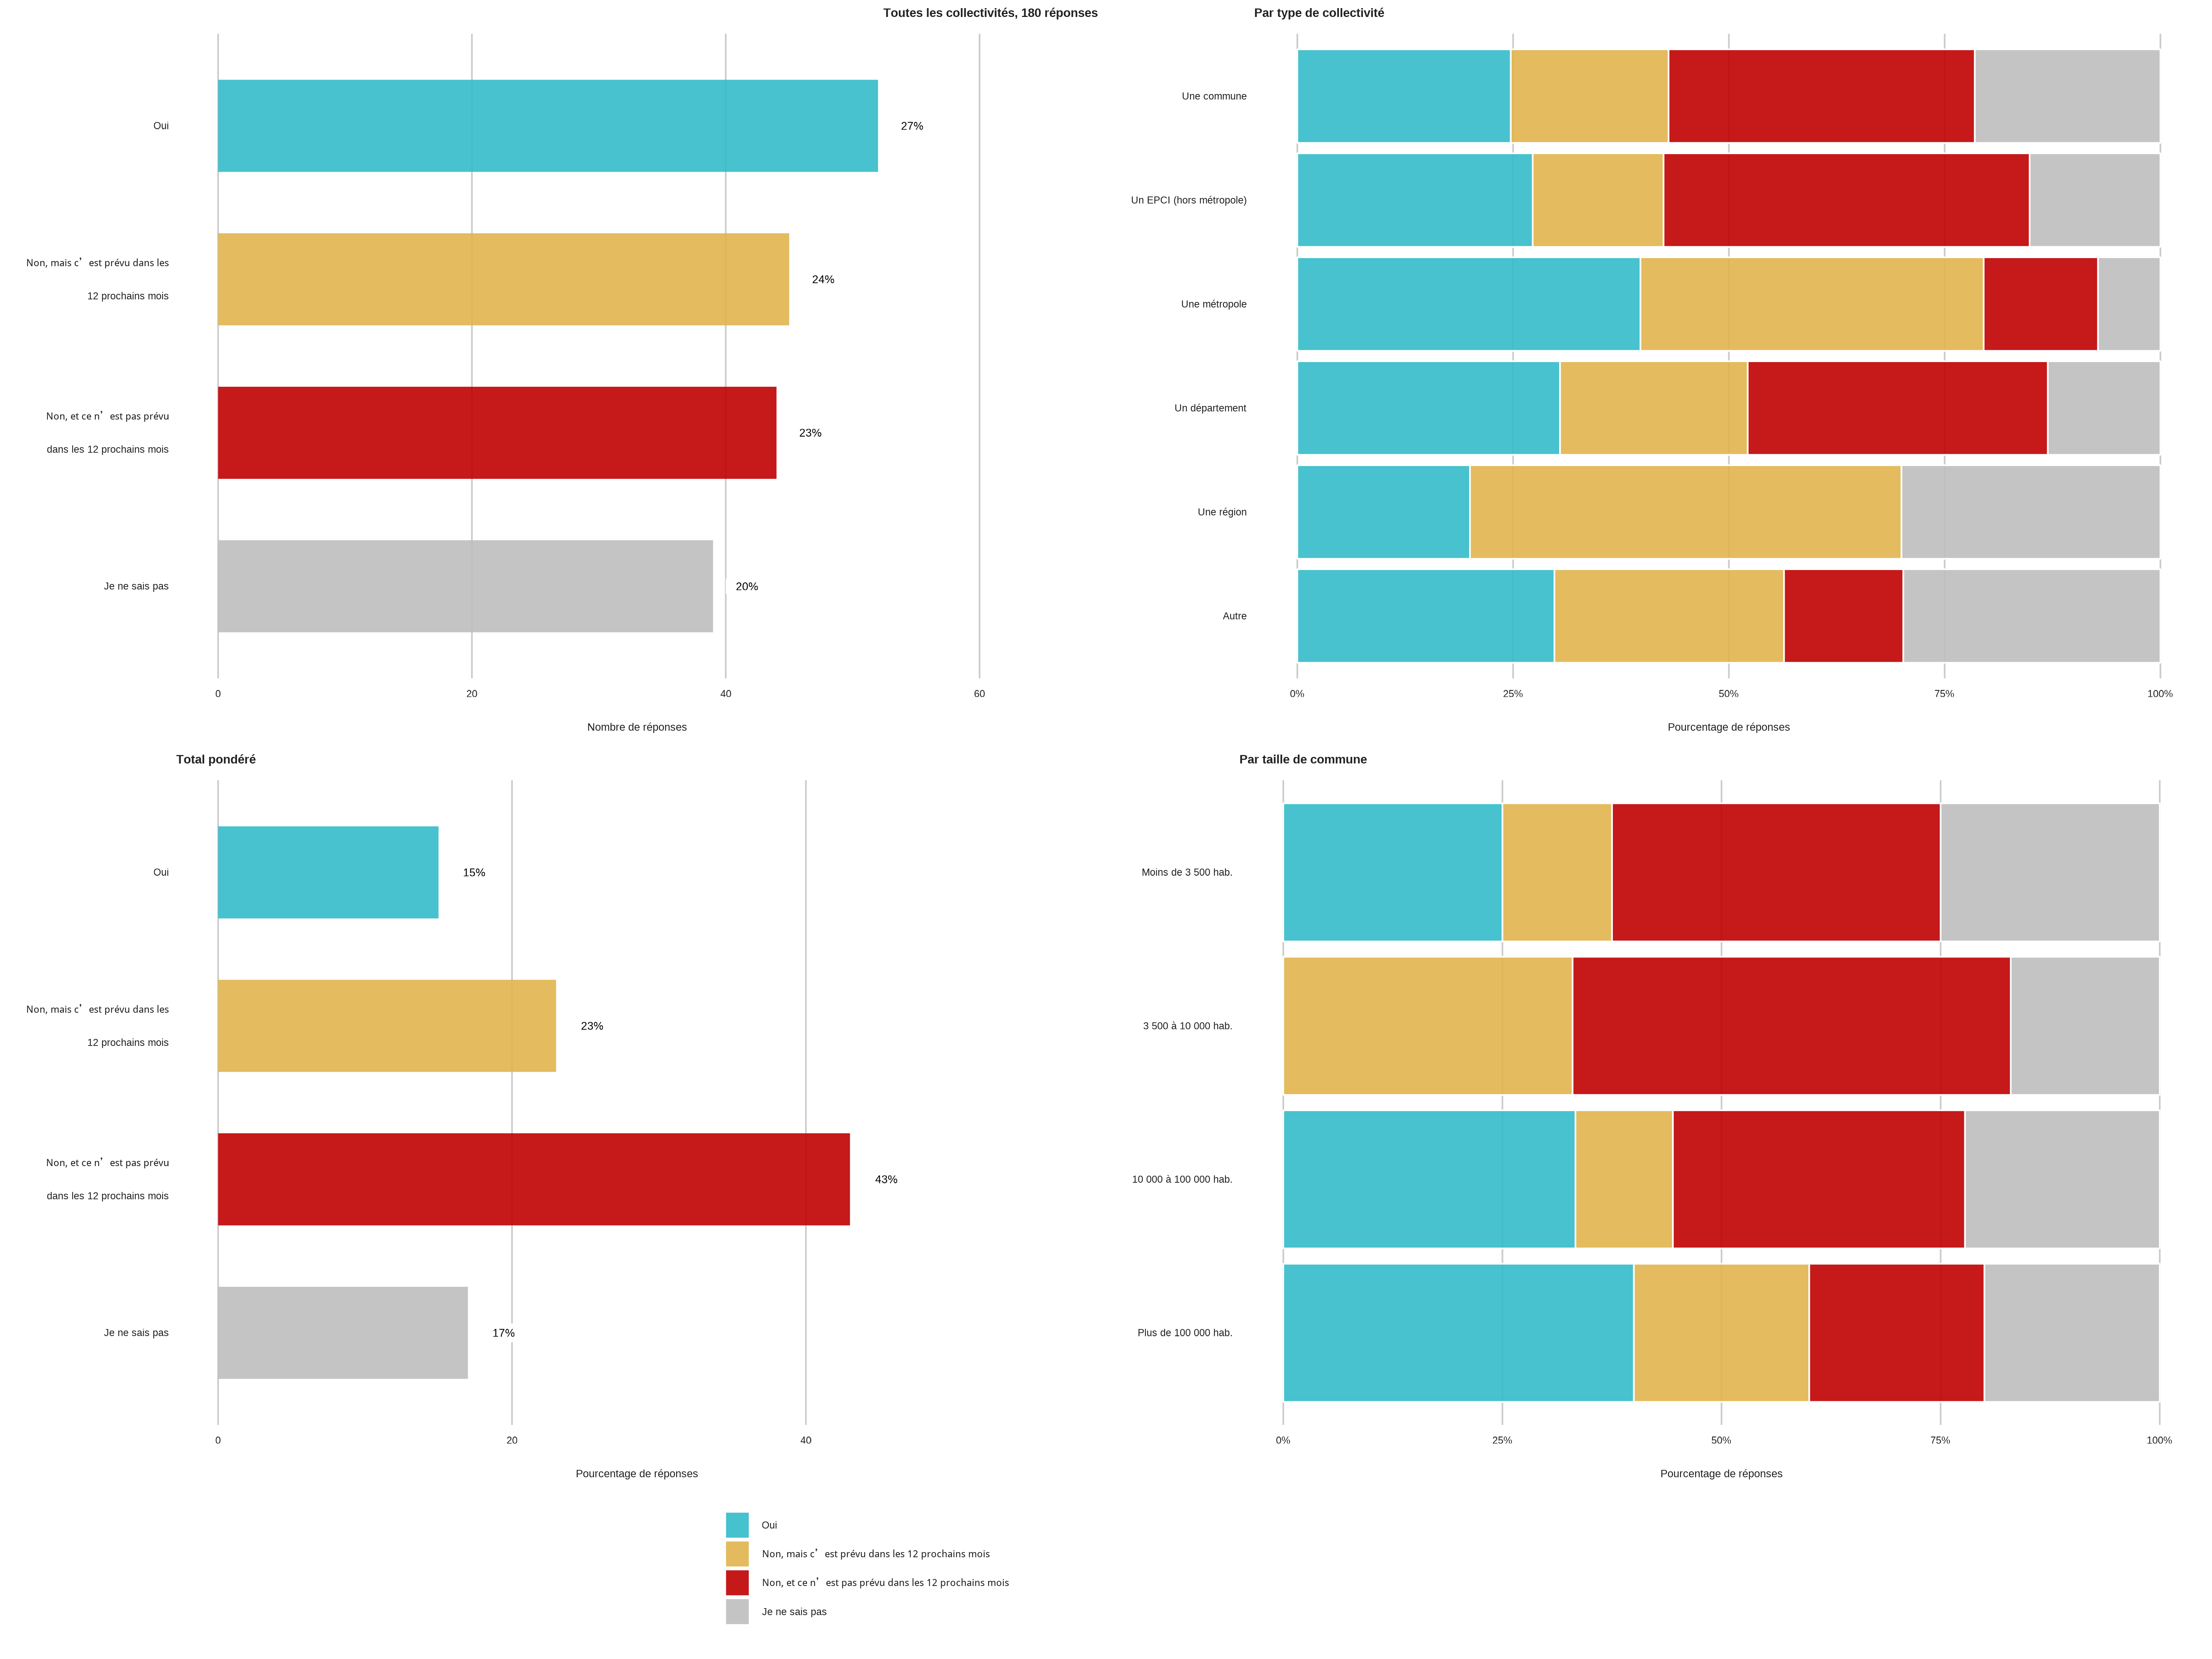 Toutes les collectivités, 180 réponses
Oui
27%
Non, mais c’est prévu dans les
12 prochains mois
24%
Non, et ce n’est pas prévu
dans les 12 prochains mois
23%
Je ne sais pas
20%
0 20 40 60
Nombre de réponses
Par type de collectivité
Une commune
Un EPCI (hors métropole)
Une métropole
Un département
Une région
Autre
0% 25% 50% 75% 100%
Pourcentage de réponses
Total pondéré
Oui
15%
Non, mais c’est prévu dans les
12 prochains mois
23%
Non, et ce n’est pas prévu
dans les 12 prochains mois
43%
Je ne sais pas
17%
0 20 40
Pourcentage de réponses
Par taille de commune
Moins de 3 500 hab.
3 500 à 10 000 hab.
10 000 à 100 000 hab.
Plus de 100 000 hab.
0% 25% 50% 75% 100%
Pourcentage de réponses
Oui
Non, mais c’est prévu dans les 12 prochains mois
Non, et ce n’est pas prévu dans les 12 prochains mois
Je ne sais pas